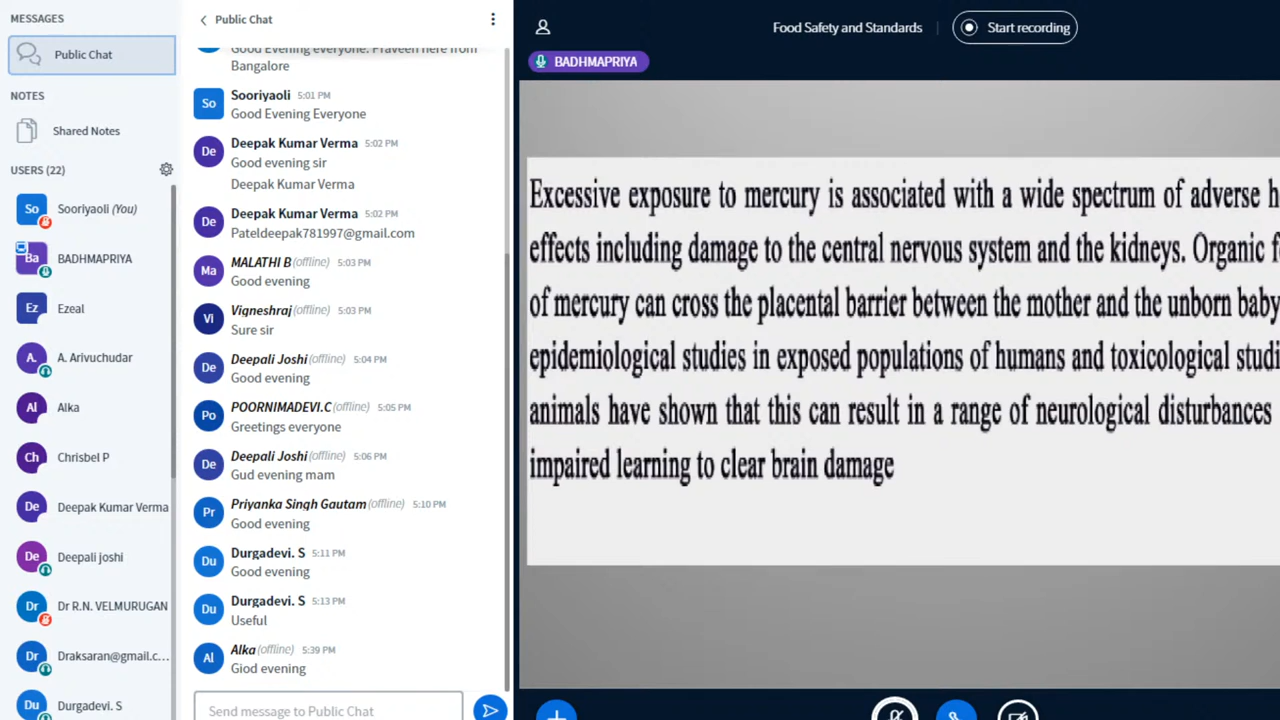 MESSAGES
Public Chat
NOTES
Shared Notes
USERS (22)
So
Sooriyaoli (You)
Ba
BADHMAPRIYA
Ez
Ezeal
A.
A. Arivuchudar
Al
Alka
Ch
Chrisbel P
De
Deepak Kumar Verma
De
Deepali joshi
Dr
Dr R.N. VELMURUGAN
Dr
Draksaran@gmail.c...
Du
Durgadevi. S
Public Chat
Good Evening everyone. Praveen here from
Bangalore
So
Sooriyaoli 5:01 PM
Good Evening Everyone
De
Deepak Kumar Verma 5:02 PM
Good evening sir
Deepak Kumar Verma
De
Deepak Kumar Verma 5:02 PM
Pateldeepak781997@gmail.com
Ma
MALATHI B(offline) 5:03 PM
Good evening
Vi
Vigneshraj(offline) 5:03 PM
Sure sir
De
Deepali Joshi(offline) 5:04 PM
Good evening
Po
POORNIMADEVI.C(offline) 5:05 PM
Greetings everyone
De
Deepali Joshi(offline) 5:06 PM
Gud evening mam
Pr
Priyanka Singh Gautam(offline) 5:10 PM
Good evening
Du
Durgadevi. S 5:11 PM
Good evening
Du
Durgadevi. S 5:13 PM
Useful
Al
Alka(offline) 5:39 PM
Giod evening
Send message to Public Chat
Food Safety and Standards
Start recording
BADHMAPRIYA
Excessive exposure to mercury is associated with a wide spectrum of adverse h
effects including damage to the central nervous system and the kidneys. Organic f
of mercury can cross the placental barrier between the mother and the unborn baby
epidemiological studies in exposed populations of humans and toxicological studi
animals have shown that this can result in a range of neurological disturbances
impaired learning to clear brain damage